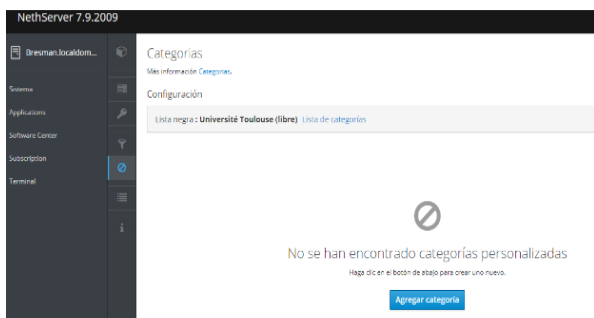 NethServer 7.9.2009
Bresman.localdom...
Sistema
Applications
Software Center
Subscription
Terminal
Categorias
Más información Categorias.
Configuración
Lista negra : Université Toulouse (libre) Lista de categorías
No se han encontrado categorías personalizadas
Haga clic en el botón de abajo para crear uno nuevo.
Agregar categoría